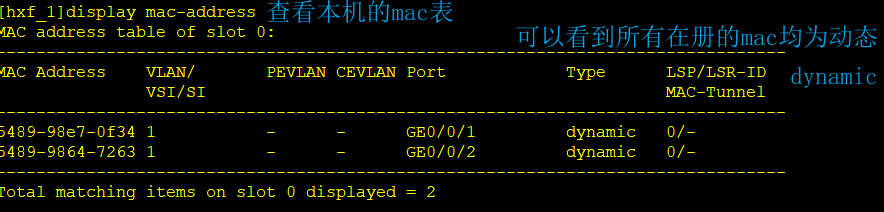 [hxf_1]display mac-address 查看本机的mac表
MAC address table of slot 0:
可以看到所有在册的mac均为动态
-------------------------------------------------------------------------------
MAC Address    VLAN/       PEVLAN CEVLAN Port            Type      LSP/LSR-ID
dynamic
               VSI/SI                                              MAC-Tunnel
-------------------------------------------------------------------------------
5489-98e7-0f34 1           -      -      GE0/0/1         dynamic   0/-
5489-9864-7263 1           -      -      GE0/0/2         dynamic   0/-
-------------------------------------------------------------------------------
Total matching items on slot 0 displayed = 2